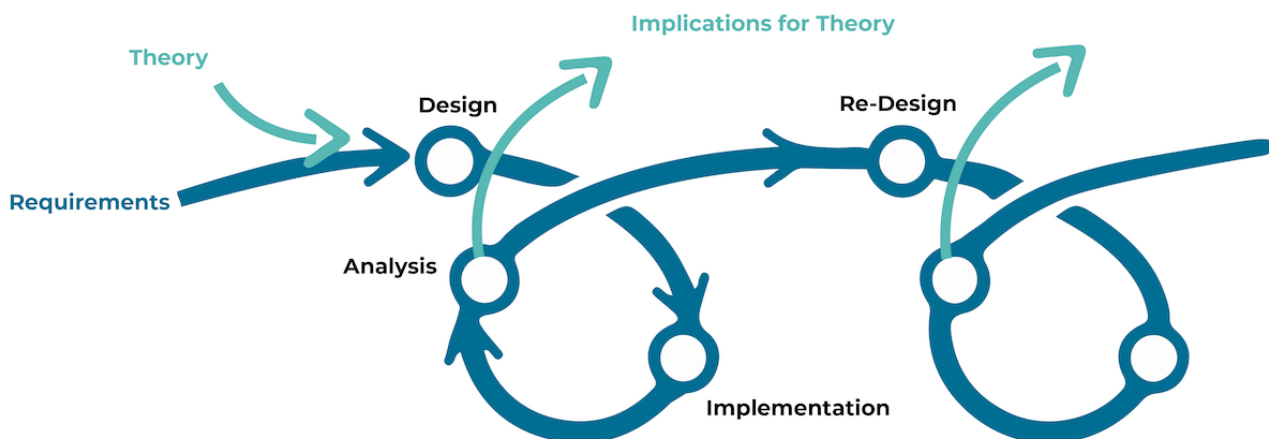 Implications for Theory
Theory
Design
Re-Design
Requirements
Analysis
Implementation